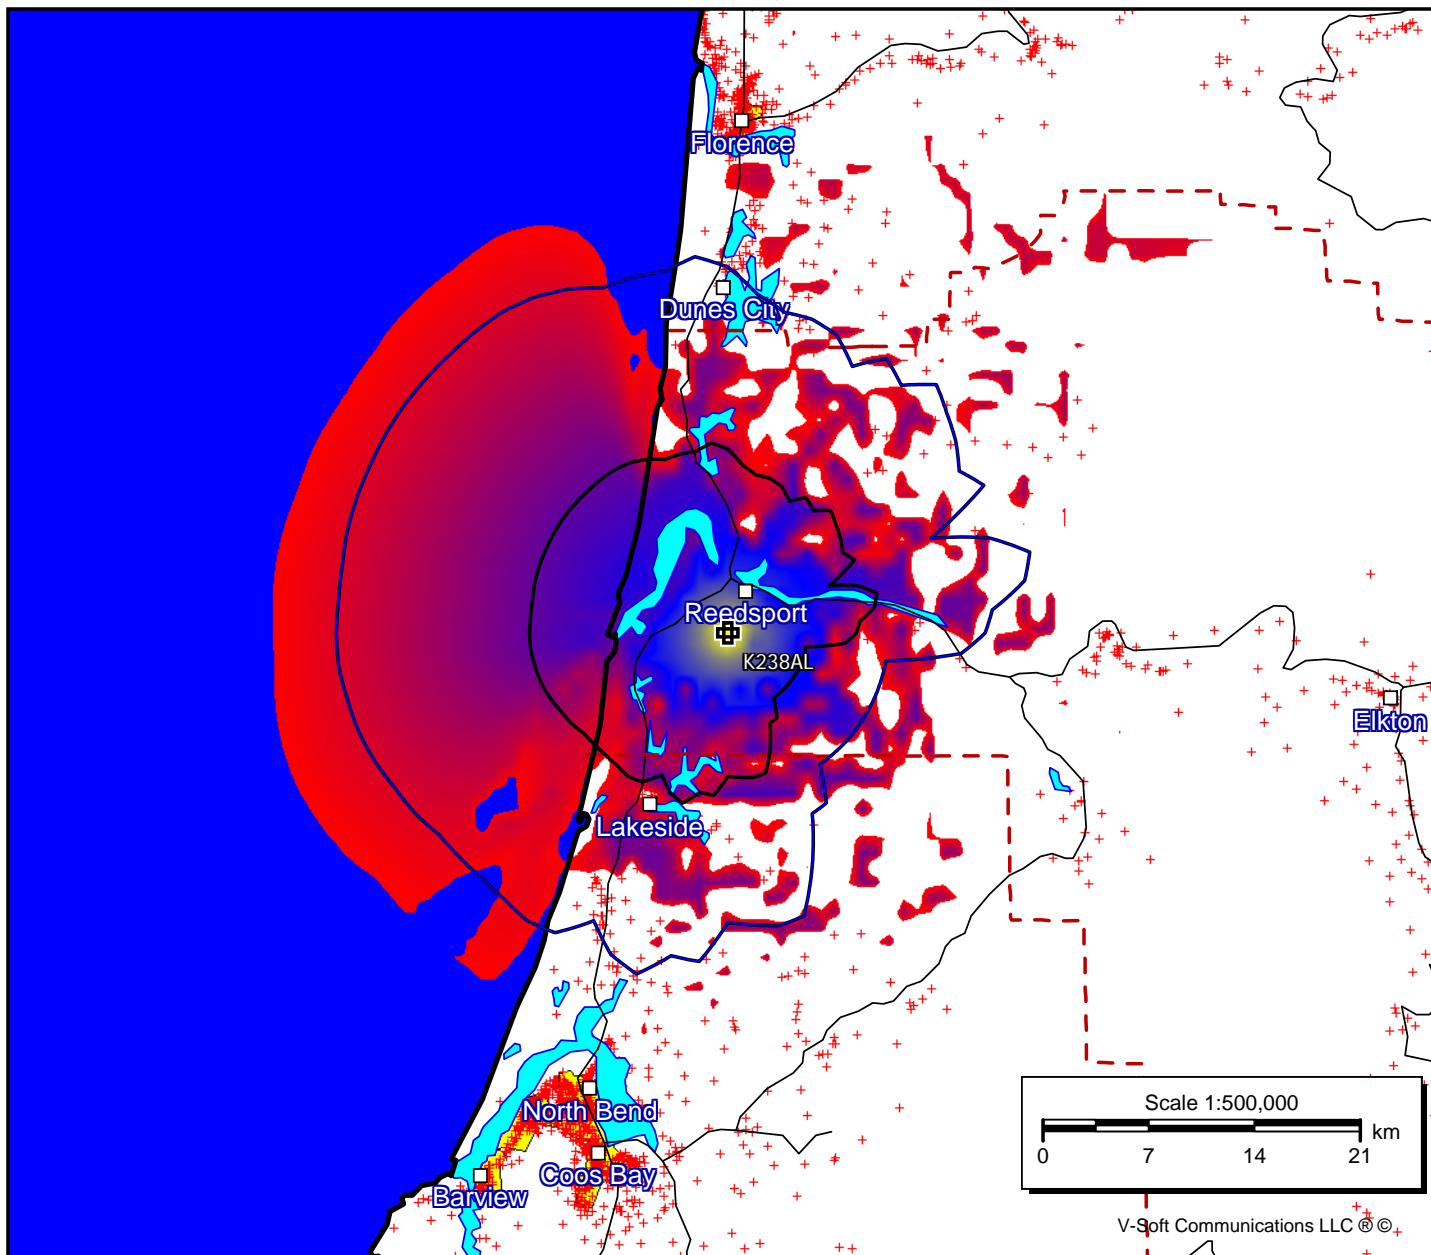 Florence
Dunes City
Reedsport
K238AL
Elkton
Lakeside
Scale 1:500,000
km
0 7 14 21
North Bend
Coos Bay
Barview
V-Soft Communications LLC ® ©